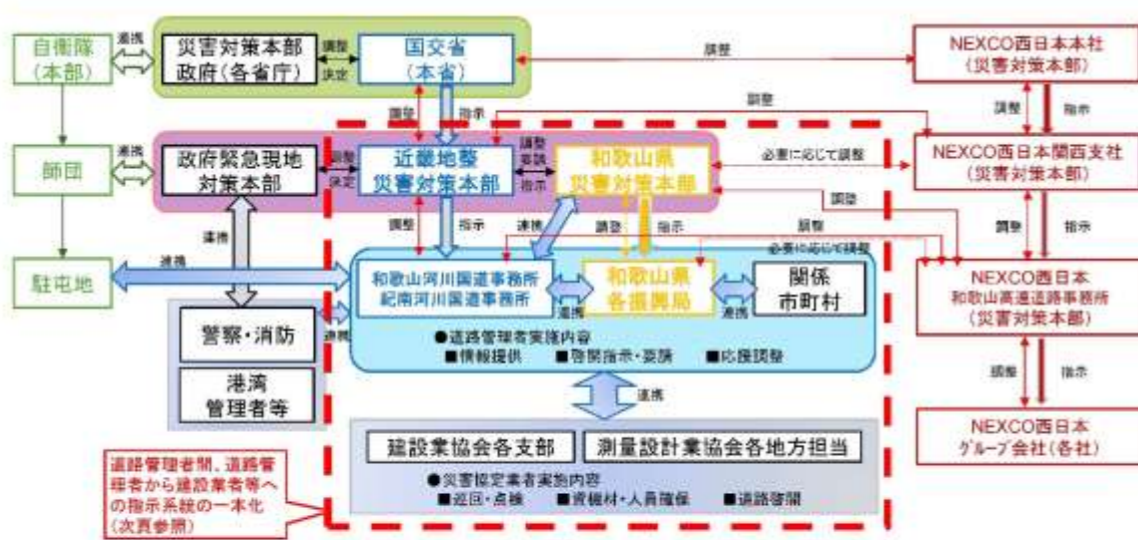 自衛隊
(本部)
連携
災害対策本部
政府(各省庁)
調整
決定
国交省
(本省)
調整
NEXCO西日本本社
(災害対策本部)
調整
指示
調整
調整
指示
師団
連携
政府緊急現地
対策本部
調整
決定
近畿地整
災害対策本部
調整
要請
指示
和歌山県
災害対策本部
必要に応じて調整
NEXCO西日本関西支社
(災害対策本部)
連携
調整
指示
連携
調整
指示
調整
調整
必要に応じて調整
調整
指示
駐屯地
連携
和歌山河川国道事務所
紀南河川国道事務所
連携
和歌山県
各振興局
連携
関係
市町村
NEXCO西日本
和歌山高速道路事務所
(災害対策本部)
警察・消防
連携
●道路管理者実施内容
■情報提供 ■啓開指示・要請 ■応援調整
港湾
管理者等
連携
調整
指示
建設業協会各支部
測量設計業協会各地方担当
NEXCO西日本
グループ会社(各社)
●災害協定業者実施内容
■巡回・点検 ■資機材・人員確保 ■道路啓開
道路管理者間、道路管
理者から建設業者等へ
の指示系統の一本化
(次頁参照)